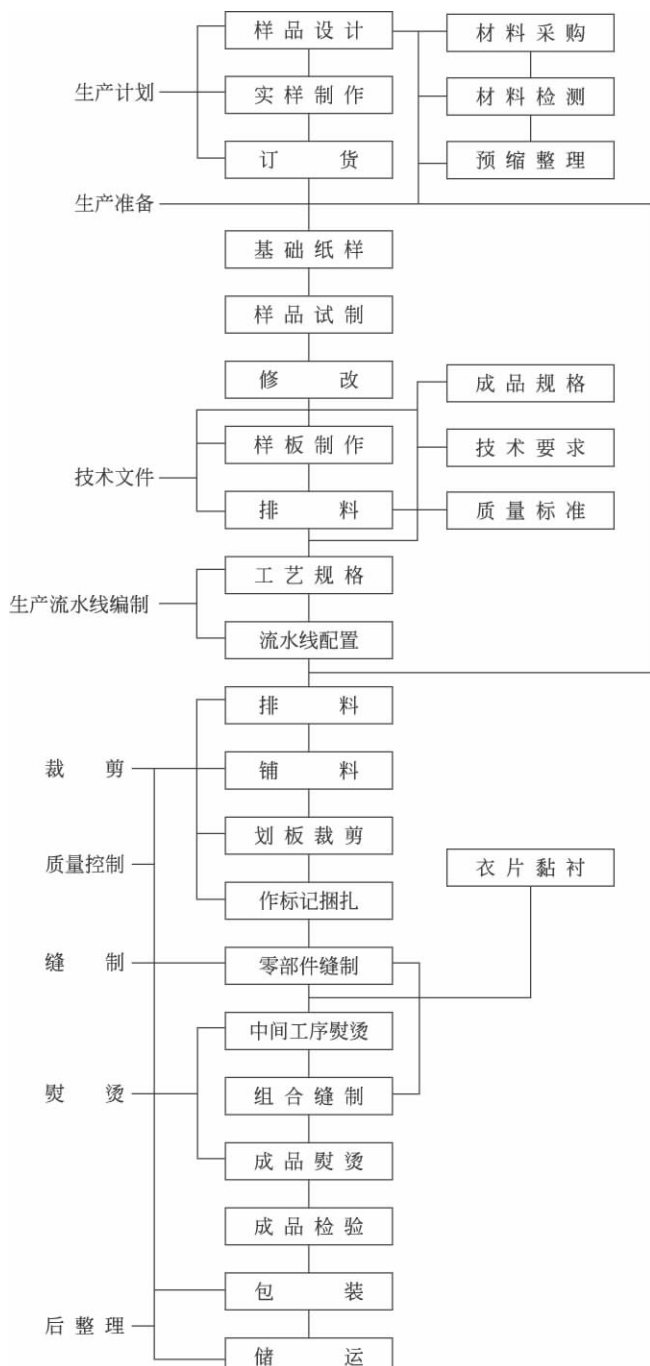 样品设计
材料采购
生产计划
实样制作
材料检测
订货
预缩整理
生产准备
基础纸样
样品试制
修改
成品规格
样板制作
技术要求
技术文件
排料
质量标准
工艺规格
生产流水线编制
流水线配置
排料
裁剪
铺料
划板裁剪
质量控制
衣片黏衬
作标记捆扎
缝制
零部件缝制
中间工序熨烫
熨烫
组合缝制
成品熨烫
成品检验
包装
后整理
储运